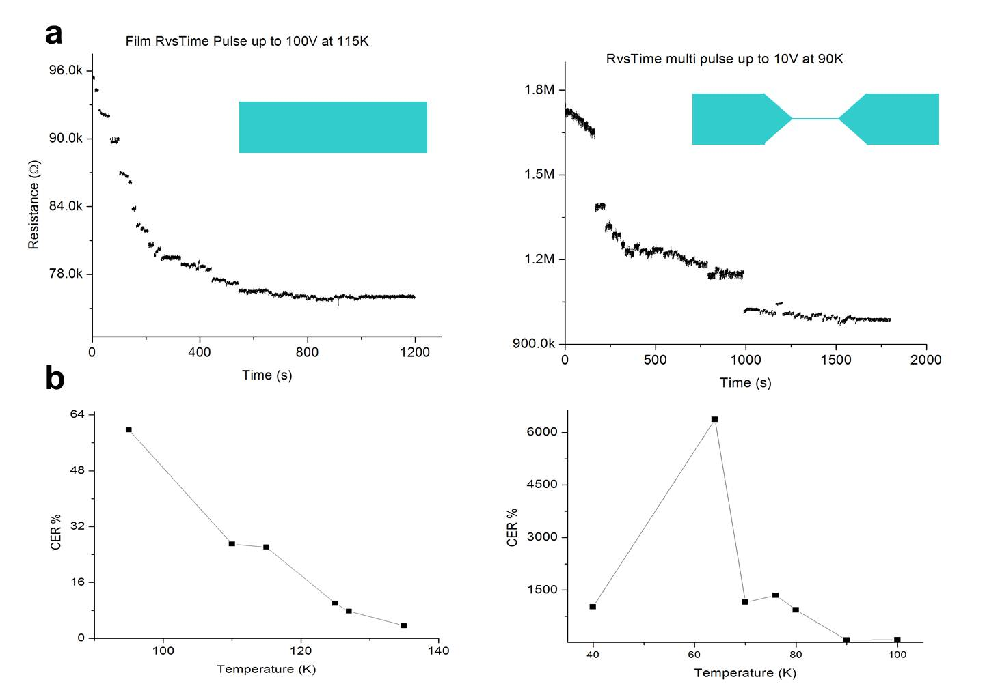 a
Film RvsTime Pulse up to 100V at 115K
96.0k
90.0k
84.0k
78.0k
Resistance (Ω)
0 400 800 1200
Time (s)
RvsTime multi pulse up to 10V at 90K
1.8M
1.5M
1.2M
900.0k
0 500 1000 1500 2000
Time (s)
b
64
48
32
16
0
CER %
100 120 140
Temperature (K)
6000
4500
3000
1500
CER %
40 60 80 100
Temperature (K)